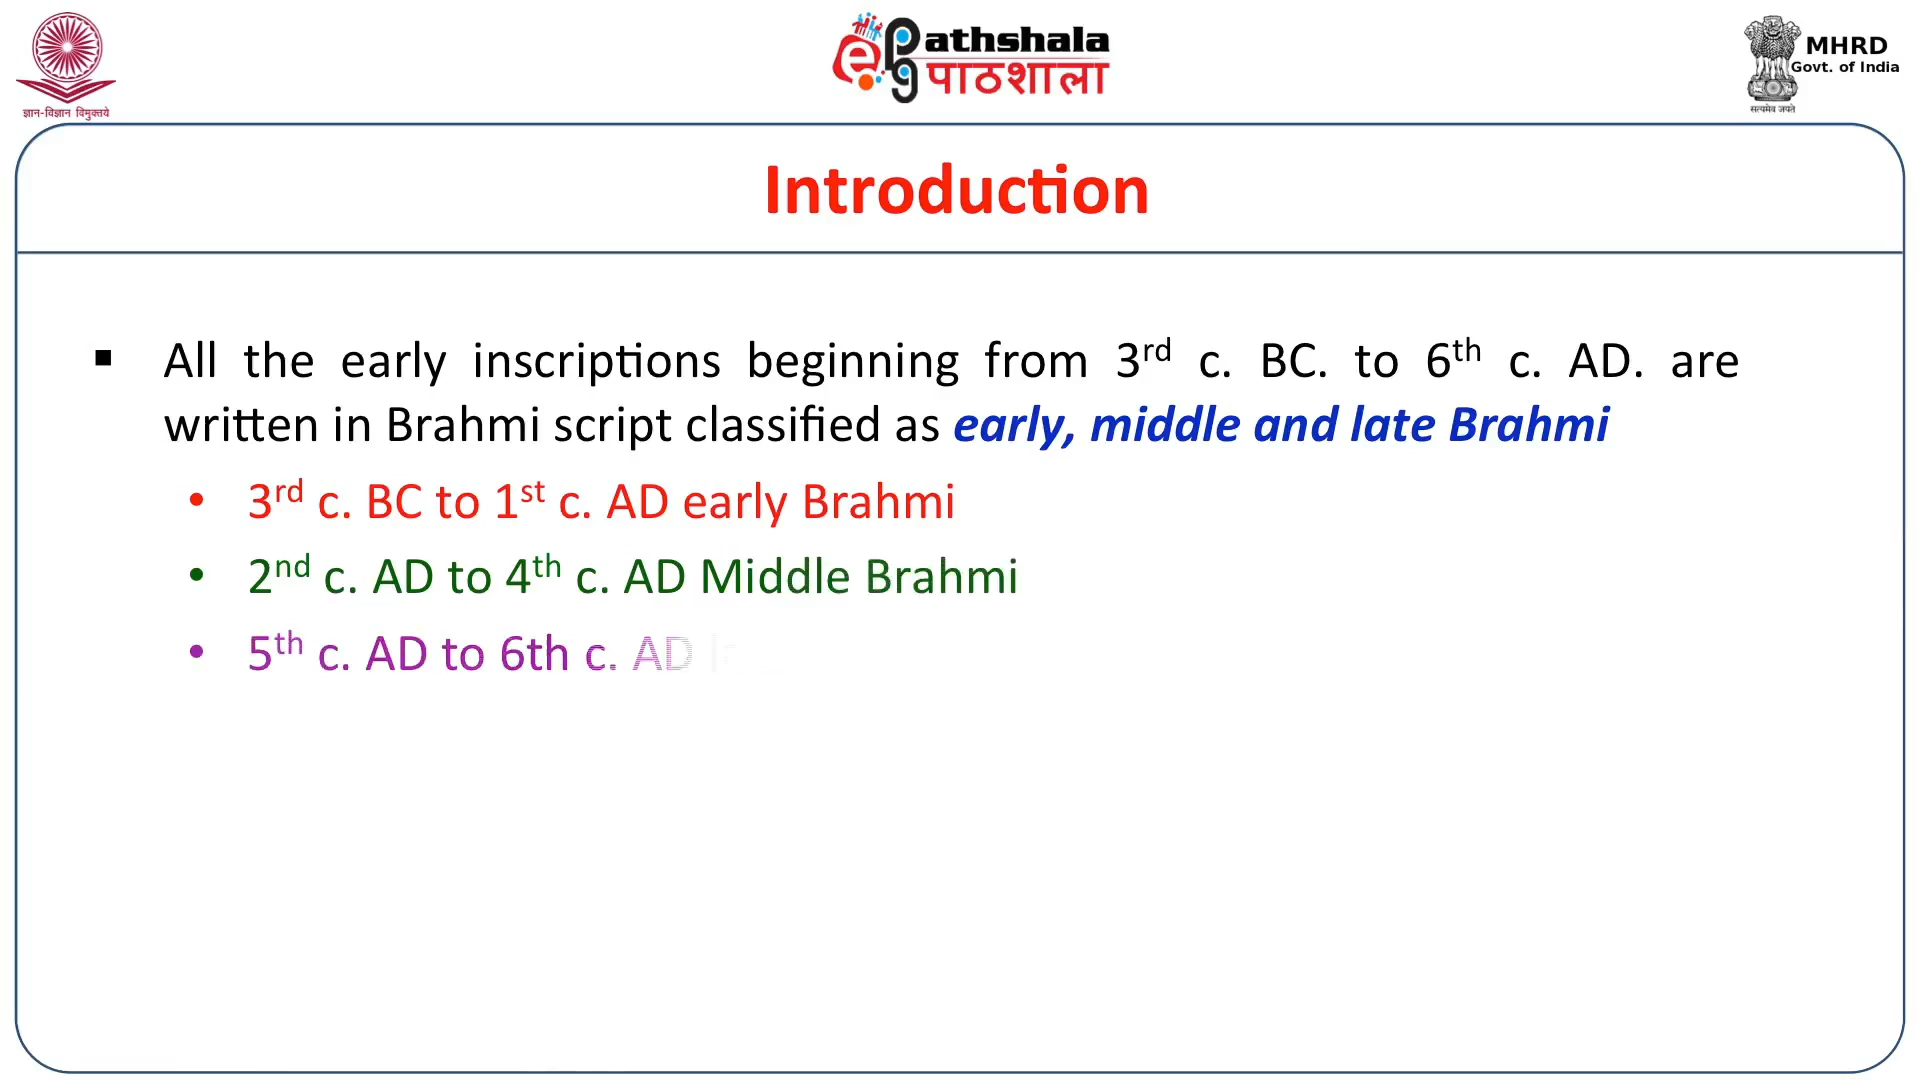 ज्ञान-विज्ञान विमुक्तये
ePathshala
पाठशाला
MHRD
Govt. of India
सत्यमेव जयते
Introduction
▪ All the early inscriptions beginning from 3rd c. BC. to 6th c. AD. are
written in Brahmi script classified as early, middle and late Brahmi
• 3rd c. BC to 1st c. AD early Brahmi
• 2nd c. AD to 4th c. AD Middle Brahmi
• 5th c. AD to 6th c. AD